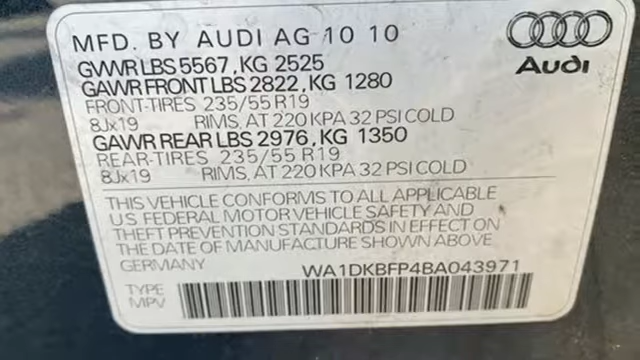 MFD. BY AUDI AG 10 10
GVWR LBS 5567, KG 2525
GAWR FRONT LBS 2822, KG 1280
FRONT-TIRES 235/55 R19
8Jx19 RIMS, AT 220 KPA 32 PSI COLD
GAWR REAR LBS 2976, KG 1350
REAR-TIRES 235/55 R19
8Jx19 RIMS, AT 220 KPA 32 PSI COLD
Audi
THIS VEHICLE CONFORMS TO ALL APPLICABLE
U.S. FEDERAL MOTOR VEHICLE SAFETY AND
THEFT PREVENTION STANDARDS IN EFFECT ON
THE DATE OF MANUFACTURE SHOWN ABOVE
GERMANY WA1DKBFP4BA043971
TYPE
MPV